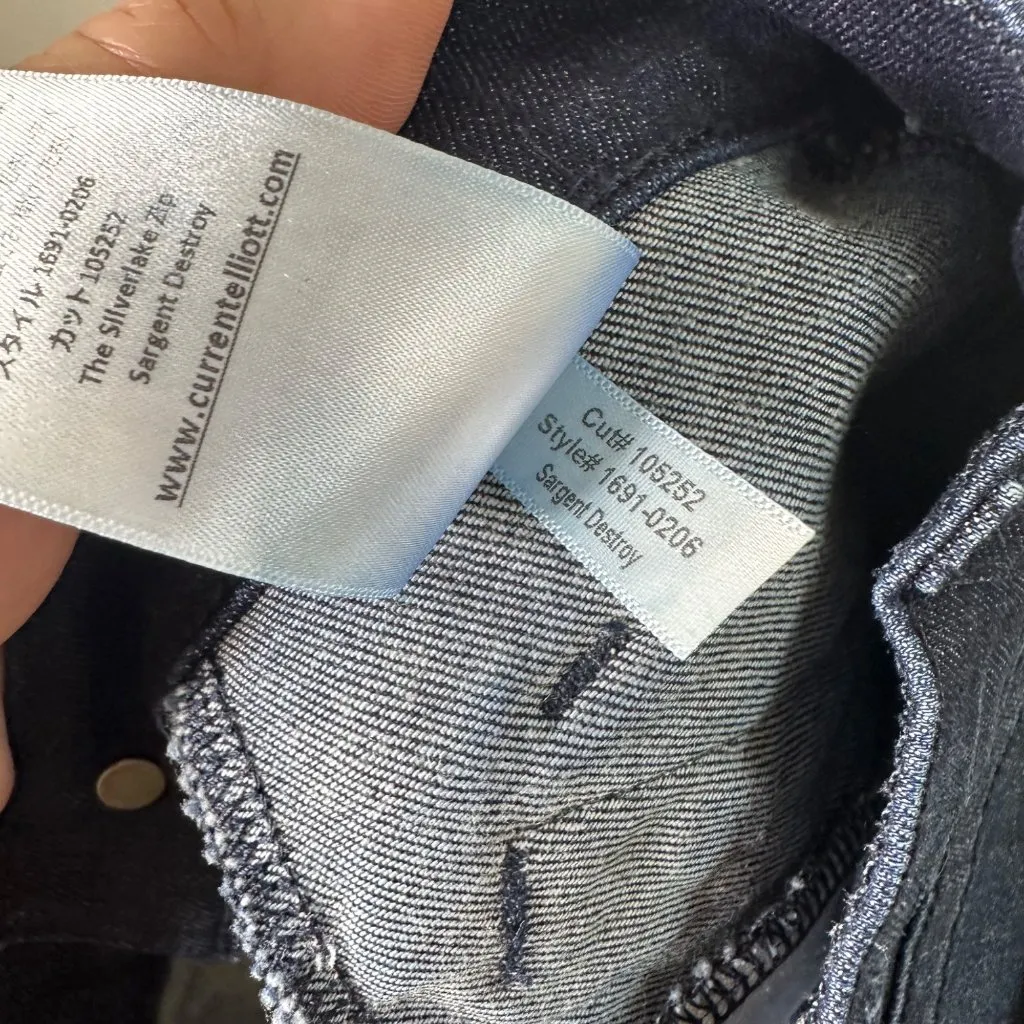 スタイル 1691-0206
カット 105252
The Silverlake Zip
Sargent Destroy
www.currentelliott.com
Cut# 105252
Style# 1691-0206
Sargent Destroy